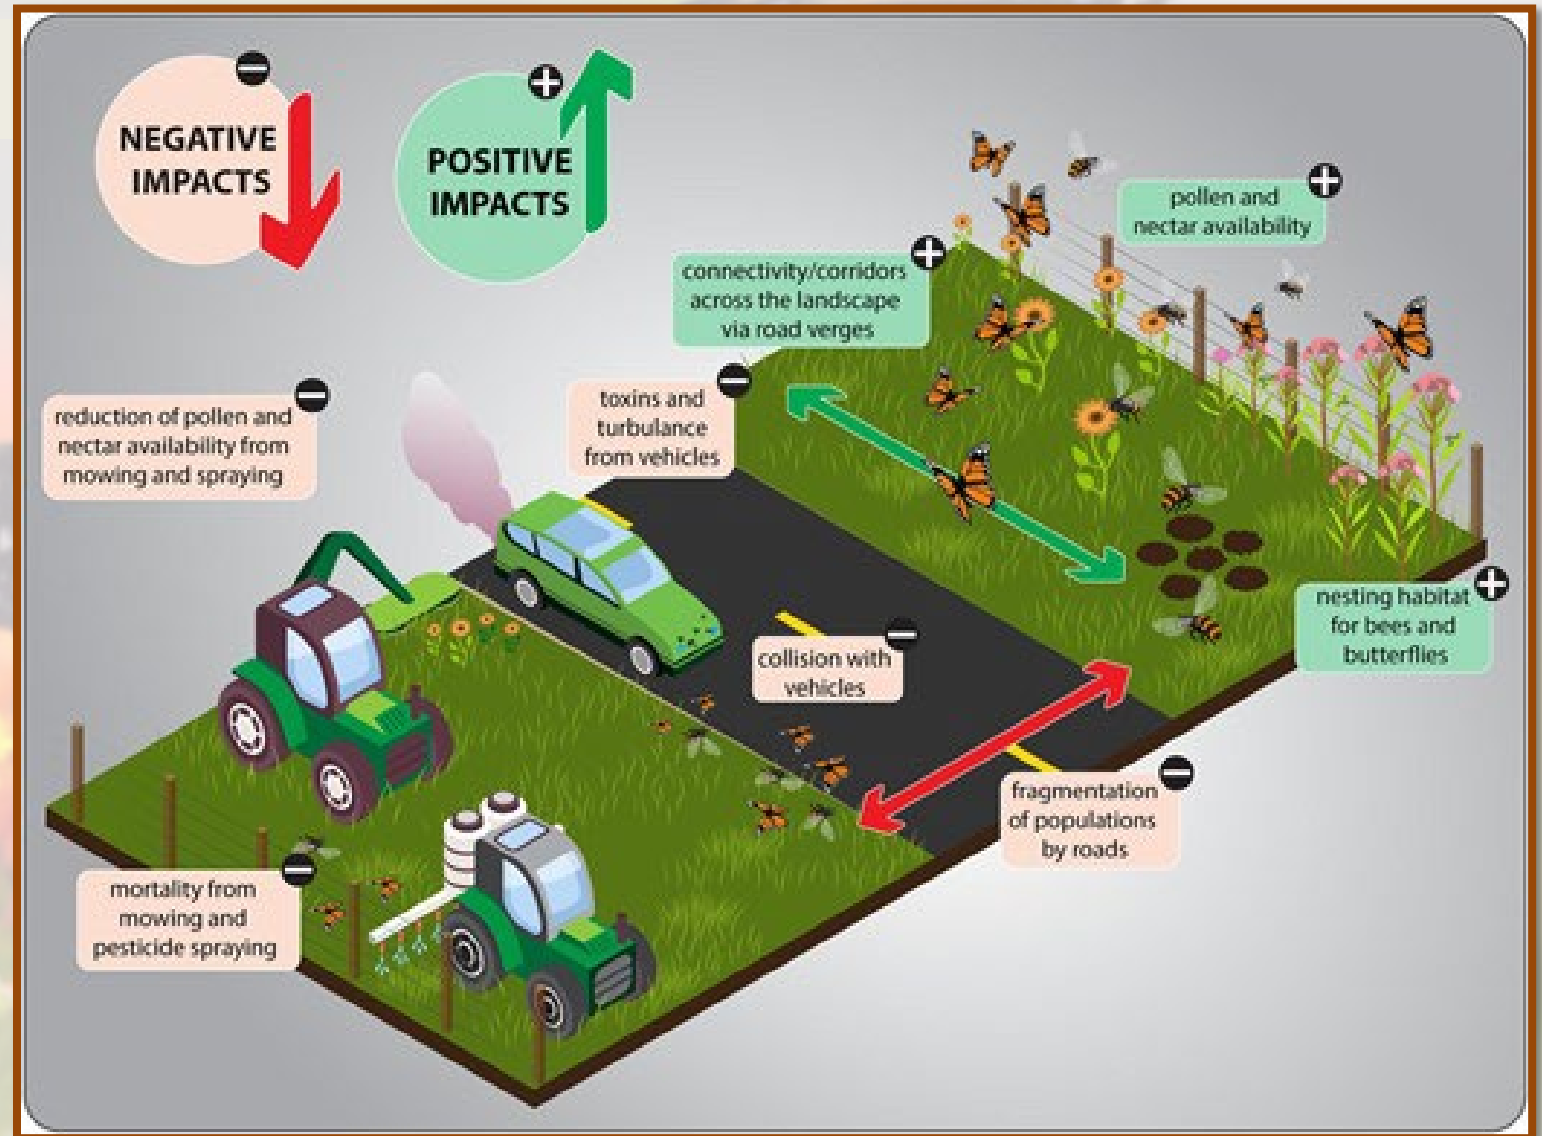 NEGATIVE
IMPACTS
POSITIVE
IMPACTS
pollen and
nectar availability
connectivity/corridors
across the landscape
via road verges
toxins and
turbulance
from vehicles
reduction of pollen and
nectar availability from
mowing and spraying
nesting habitat
for bees and
butterflies
collision with
vehicles
fragmentation
of populations
by roads
mortality from
mowing and
pesticide spraying